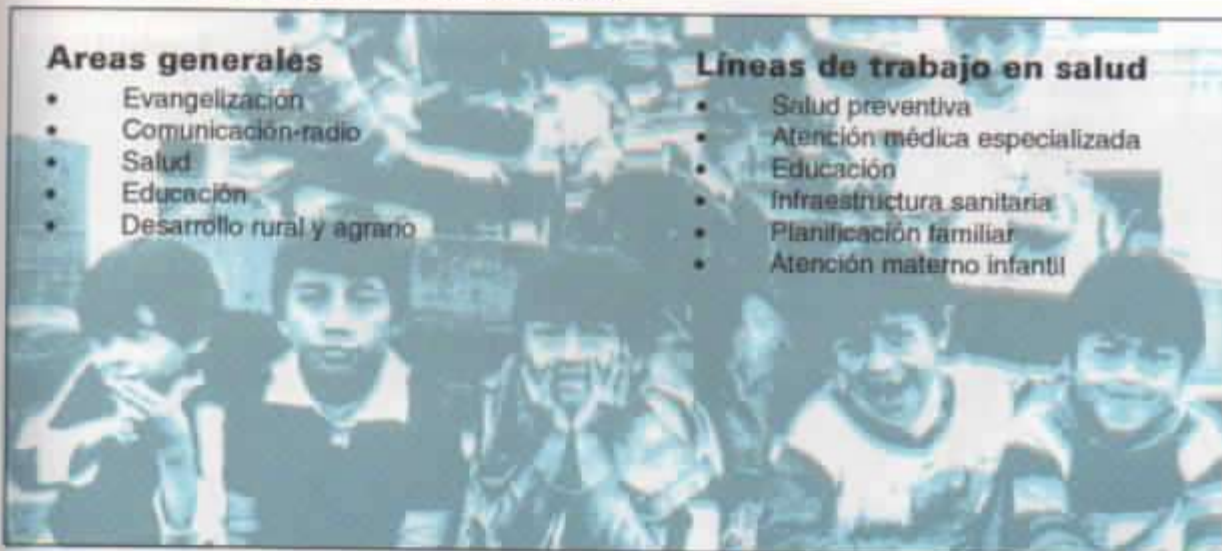 Areas generales
• Evangelización
• Comunicación-radio
• Salud
• Educación
• Desarrollo rural y agrario
Líneas de trabajo en salud
• Salud preventiva
• Atención médica especializada
• Educación
• Infraestructura sanitaria
• Planificación familiar
• Atención materno infantil